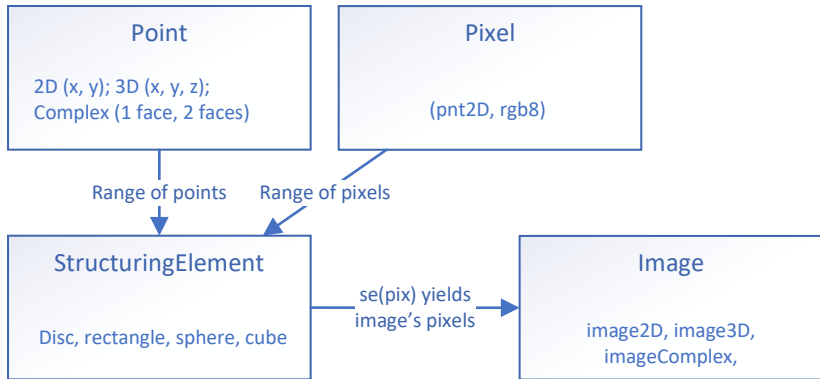 Point
2D (x, y); 3D (x, y, z);
Complex (1 face, 2 faces)
Pixel
(pnt2D, rgb8)
Range of points
Range of pixels
StructuringElement
Disc, rectangle, sphere, cube
se(pix) yields
image's pixels
Image
image2D, image3D,
imageComplex,